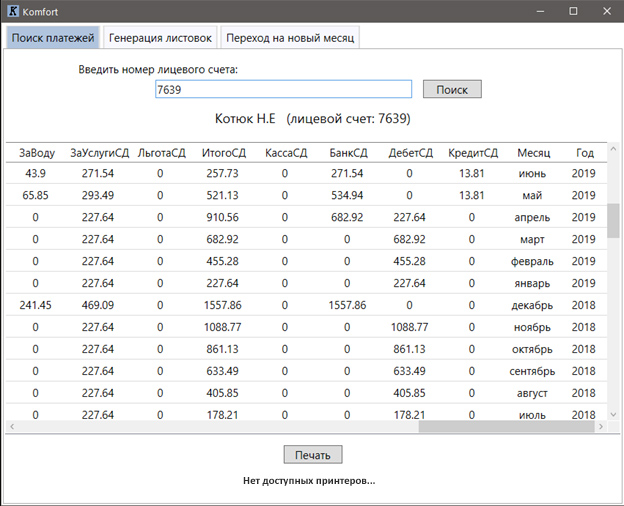 Komfort
Поиск платежей Генерация листовок Переход на новый месяц
Введить номер лицевого счета:
7639 Поиск
Котюк Н.Е (лицевой счет: 7639)
ЗаВоду ЗаУслугиСД ЛьготаСД ИтогоСД КассаСД БанкСД ДебетСД КредитСД Месяц Год
43.9 271.54 0 257.73 0 271.54 0 13.81 июнь 2019
65.85 293.49 0 521.13 0 534.94 0 13.81 май 2019
0 227.64 0 910.56 0 682.92 227.64 0 апрель 2019
0 227.64 0 682.92 0 0 682.92 0 март 2019
0 227.64 0 455.28 0 0 455.28 0 февраль 2019
0 227.64 0 227.64 0 0 227.64 0 январь 2019
241.45 469.09 0 1557.86 0 1557.86 0 0 декабрь 2018
0 227.64 0 1088.77 0 0 1088.77 0 ноябрь 2018
0 227.64 0 861.13 0 0 861.13 0 октябрь 2018
0 227.64 0 633.49 0 0 633.49 0 сентябрь 2018
0 227.64 0 405.85 0 0 405.85 0 август 2018
0 227.64 0 178.21 0 0 178.21 0 июль 2018
Печать
Нет доступных принтеров...